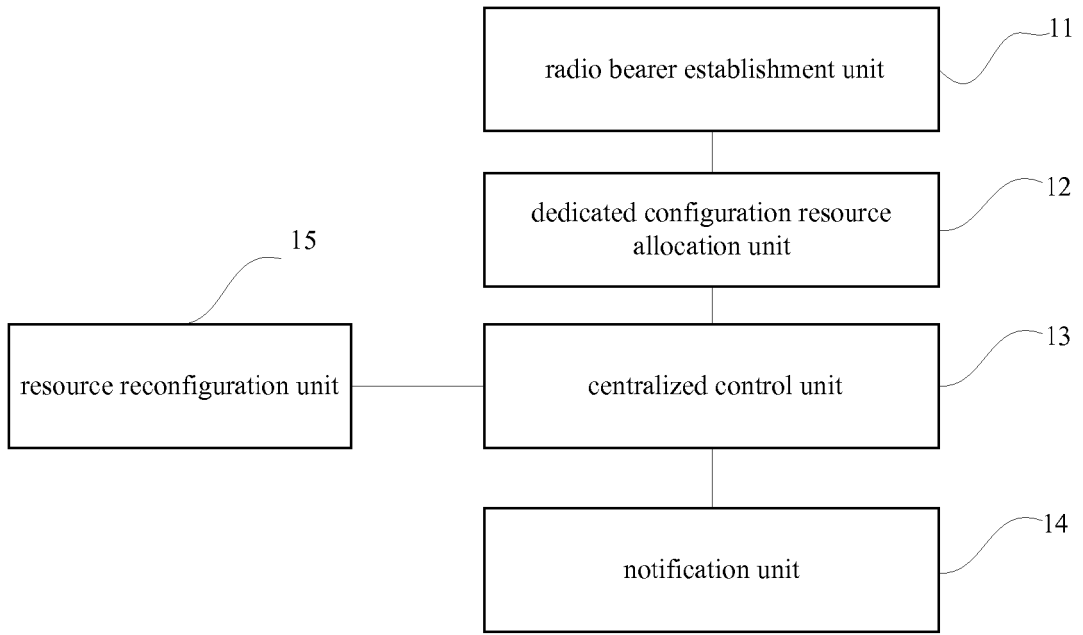 11
radio bearer establishment unit
12
dedicated configuration resource
allocation unit
15
13
resource reconfiguration unit
centralized control unit
14
notification unit